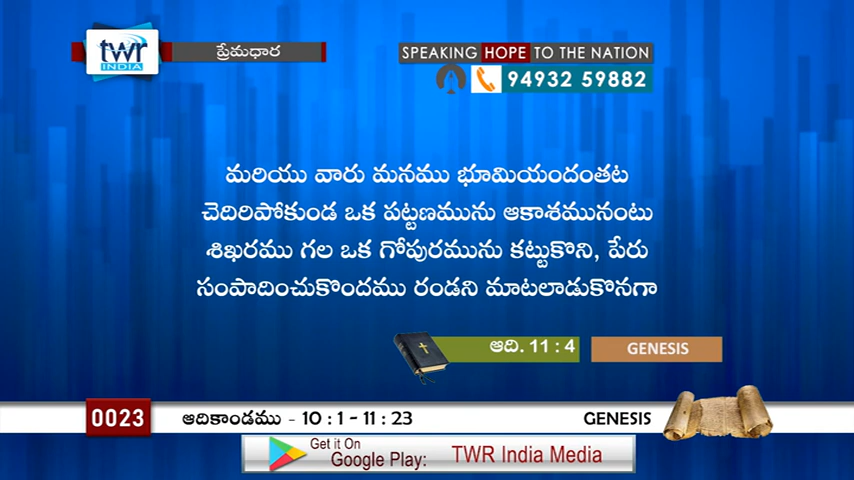 twr
INDIA
ప్రేమధార
SPEAKING HOPE TO THE NATION
94932 59882
మరియు వారు మనము భూమియందంతట
చెదిరిపోకుండ ఒక పట్టణమును ఆకాశమునంటు
శిఖరము గల ఒక గోపురమును కట్టుకొని, పేరు
సంపాదించుకొందము రండని మాటలాడుకొనగా
ఆది. 11 : 4
GENESIS
0023
ఆదికాండము - 10 : 1 - 11 : 23
GENESIS
Get it On
Google Play:
TWR India Media